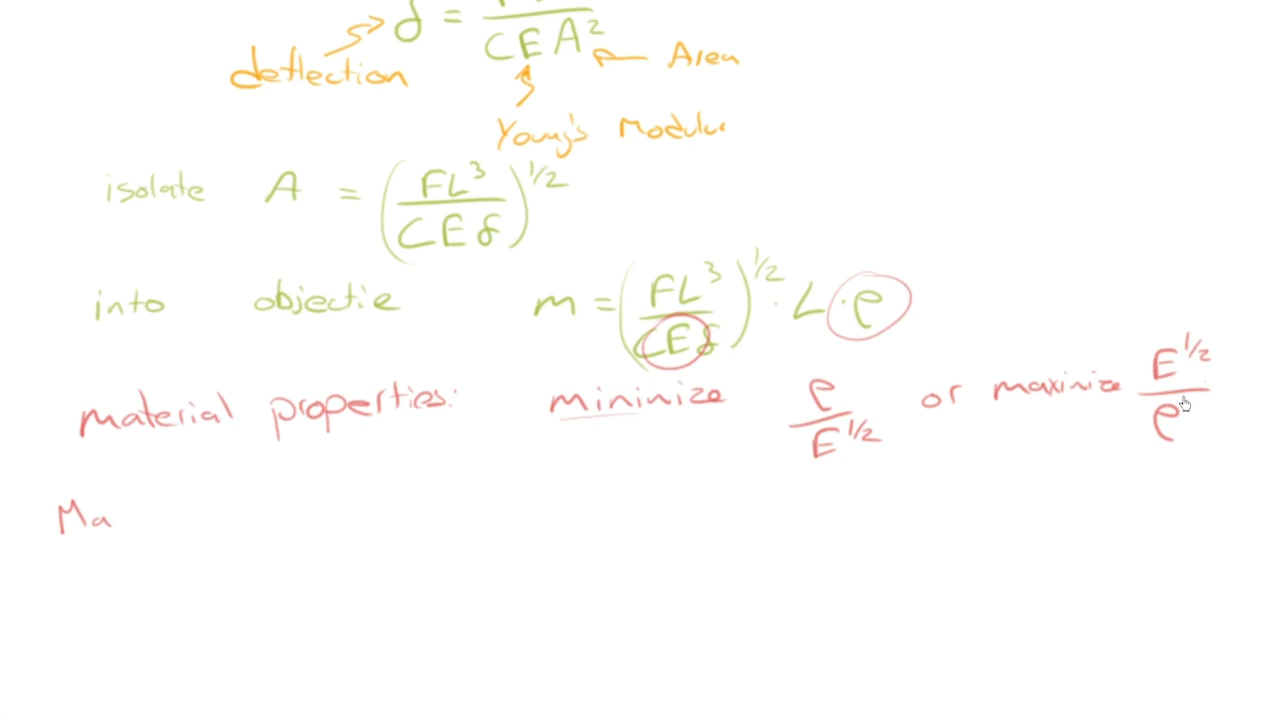 δ = / CEA²
deflection
Area
Young's Modulus
isolate A = (FL³ / CEδ)^1/2
into objectie m = (FL³ / CEδ)^1/2 · L · ρ
material properties: minimize ρ / E^1/2 or maximize E^1/2 / ρ
Ma